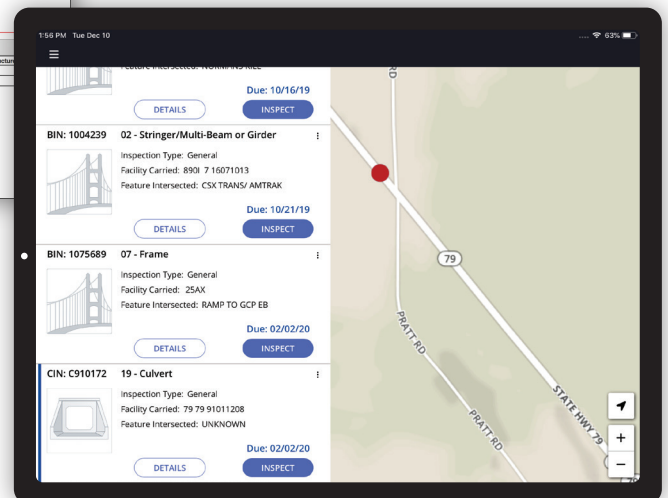 1:56 PM Tue Dec 10
63%
Due: 10/16/19
DETAILS
INSPECT
BIN: 1004239
02 - Stringer/Multi-Beam or Girder
Inspection Type: General
Facility Carried: 890I 7 16071013
Feature Intersected: CSX TRANS/ AMTRAK
Due: 10/21/19
DETAILS
INSPECT
BIN: 1075689
07 - Frame
Inspection Type: General
Facility Carried: 25AX
Feature Intersected: RAMP TO GCP EB
Due: 02/02/20
DETAILS
INSPECT
CIN: C910172
19 - Culvert
Inspection Type: General
Facility Carried: 79 79 91011208
Feature Intersected: UNKNOWN
Due: 02/02/20
DETAILS
INSPECT
RD
79
PRATT RD
PRATT RD
STATE HWY 79
+
−